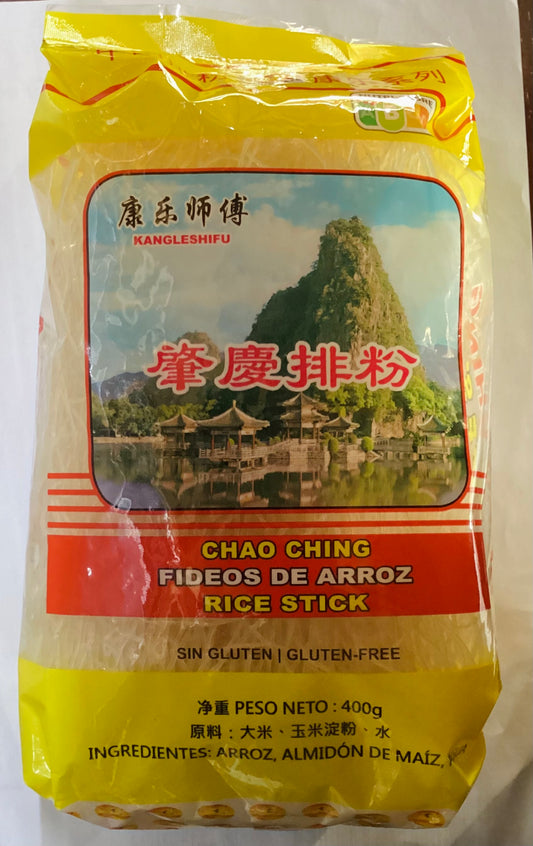 系列
康乐师傅
KANGLESHIFU
肇慶排粉
CHAO CHING
FIDEOS DE ARROZ
RICE STICK
SIN GLUTEN | GLUTEN-FREE
净重 PESO NETO : 400g
原料：大米、玉米淀粉、水
INGREDIENTES: ARROZ, ALMIDÓN DE MAÍZ,